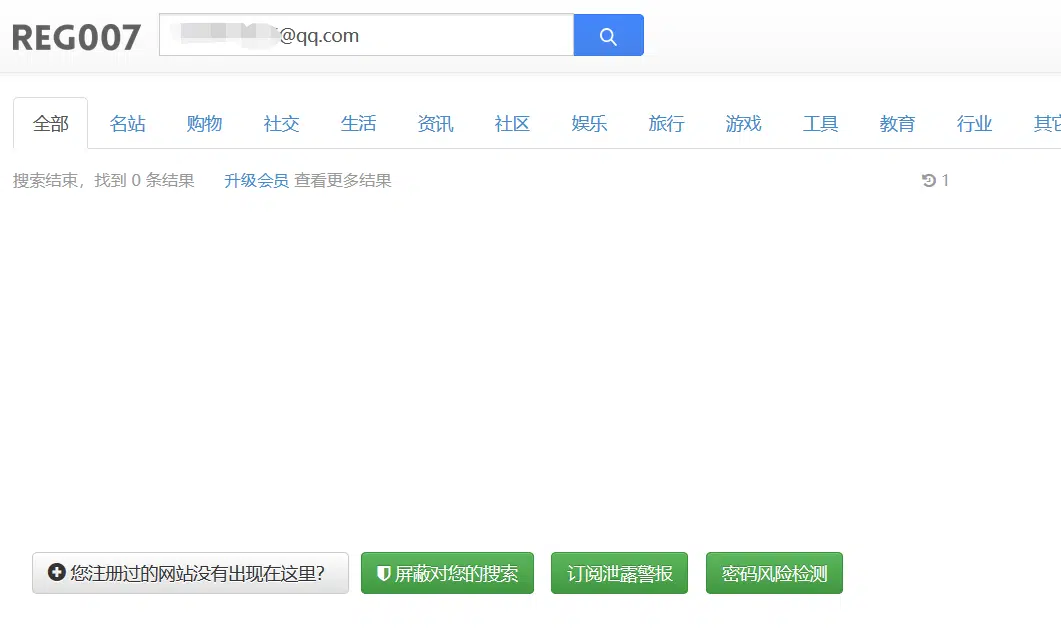 REG007 @qq.com
全部 名站 购物 社交 生活 资讯 社区 娱乐 旅行 游戏 工具 教育 行业 其它
搜索结束，找到 0 条结果 升级会员 查看更多结果 1
您注册过的网站没有出现在这里? 屏蔽对您的搜索 订阅泄露警报 密码风险检测